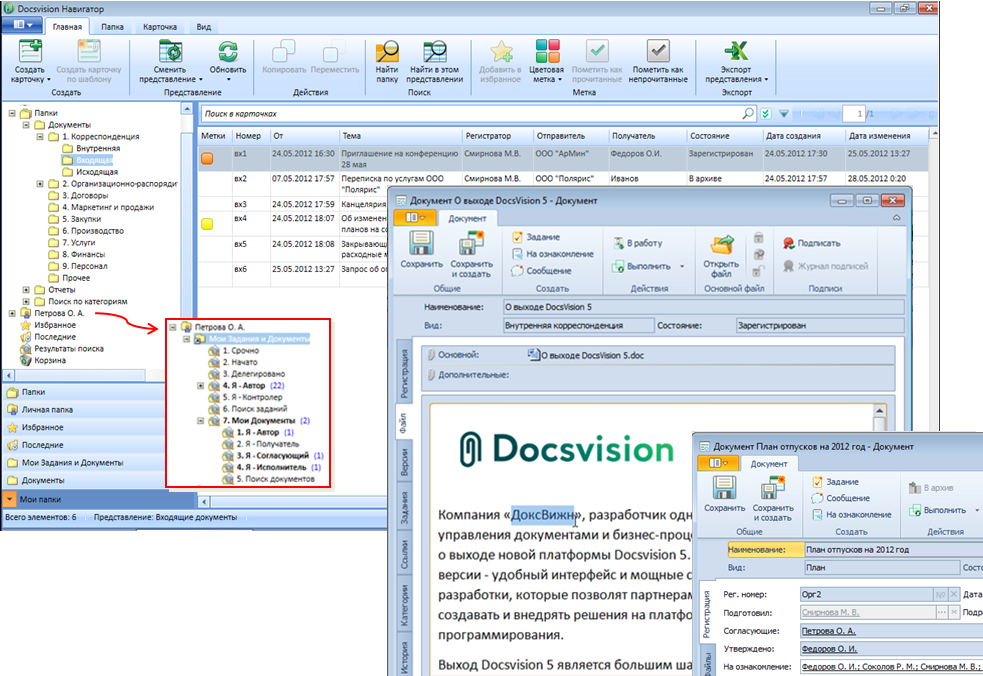 Docsvision Навигатор
Главная Папка Карточка Вид
Создать карточку
Создать карточку по шаблону
Сменить представление
Обновить
Копировать Переместить
Найти папку
Найти в этом представлении
Добавить в избранное
Цветовая метка
Пометить как прочитанные
Пометить как непрочитанные
Экспорт представления
Создать Представление Действия Поиск Метка Экспорт
Папки
Документы
1. Корреспонденция
Внутренняя
Входящая
Исходящая
2. Организационно-распоряди
3. Договоры
4. Маркетинг и продажи
5. Закупки
6. Производство
7. Услуги
8. Финансы
9. Персонал
Прочее
Отчеты
Поиск по категориям
Петрова О. А.
Избранное
Последние
Результаты поиска
Корзина
Папки
Личная папка
Избранное
Последние
Мои Задания и Документы
Документы
Мои папки
Всего элементов: 6 Представление: Входящие документы
Поиск в карточках
1 /1
Метки Номер От Тема Регистратор Отправитель Получатель Состояние Дата создания Дата изменения
вх1 24.05.2012 16:30 Приглашение на конференцию 28 мая Смирнова М.В. ООО "АрМин" Федоров О.И. Зарегистрирован 24.05.2012 17:30 25.05.2012 13:27
вх2 07.05.2012 17:57 Переписка по услугам ООО "Полярис" Смирнова М.В. ООО "Полярис" Иванов В архиве 24.05.2012 17:57 28.05.2012 0:20
вх3 24.05.2012 17:59 Канцелярия
вх4 24.05.2012 18:07 Об изменен
планов на со
вх5 24.05.2012 18:08 Закрывающ
расходные м
вх6 25.05.2012 13:27 Запрос об о
Петрова О. А.
Мои Задания и Документы
1. Срочно
2. Начато
3. Делегировано
4. Я - Автор (22)
5. Я - Контролер
6. Поиск заданий
7. Мои Документы (2)
1. Я - Автор (1)
2. Я - Получатель
3. Я - Согласующий (1)
4. Я - Исполнитель (1)
5. Поиск документов
Документ О выходе DocsVision 5 - Документ
Документ
Сохранить
Сохранить и создать
Задание
На ознакомление
Сообщение
В работу
Выполнить
Открыть файл
Подписать
Журнал подписей
Общие Создать Действия Основной файл Подписи
Наименование: О выходе DocsVision 5
Вид: Внутренняя корреспонденция Состояние: Зарегистрирован
Основной: О выходе DocsVision 5.doc
Дополнительные:
Регистрация
Файл
Версии
Задания
Ссылки
Категории
История
Docsvision
Компания «ДоксВижн», разработчик одн
управления документами и бизнес-проце
о выходе новой платформы Docsvision 5.
версии - удобный интерфейс и мощные с
разработки, которые позволят партнерам
создавать и внедрять решения на платфо
программирования.
Выход Docsvision 5 является большим ша
Документ План отпусков на 2012 год - Документ
Документ
Сохранить
Сохранить и создать
Задание
Сообщение
На ознакомление
В архив
Выполнить
Общие Создать Действия
Наименование: План отпусков на 2012 год
Вид: План Состо
Регистрация
Файлы
Рег. номер: Орг2 № Дата
Подготовил: Смирнова М. В. Подра
Согласующие: Петрова О. А.
Утверждено: Федоров О. И.
На ознакомление: Федоров О. И.; Соколов Р. М.; Смирнова М. В.;